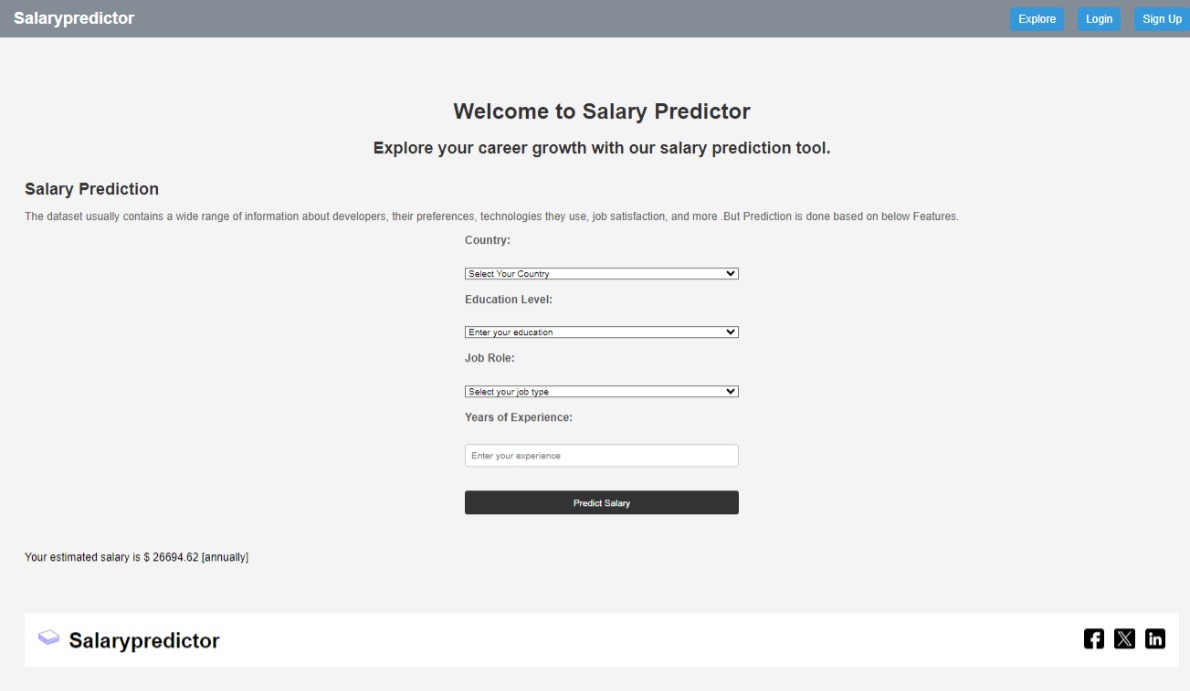 Salarypredictor
Explore Login Sign Up
Welcome to Salary Predictor
Explore your career growth with our salary prediction tool.
Salary Prediction
The dataset usually contains a wide range of information about developers, their preferences, technologies they use, job satisfaction, and more .But Prediction is done based on below Features.
Country:
Select Your Country
Education Level:
Enter your education
Job Role:
Select your job type
Years of Experience:
Enter your experience
Predict Salary
Your estimated salary is $ 26694.62 [annually]
Salarypredictor